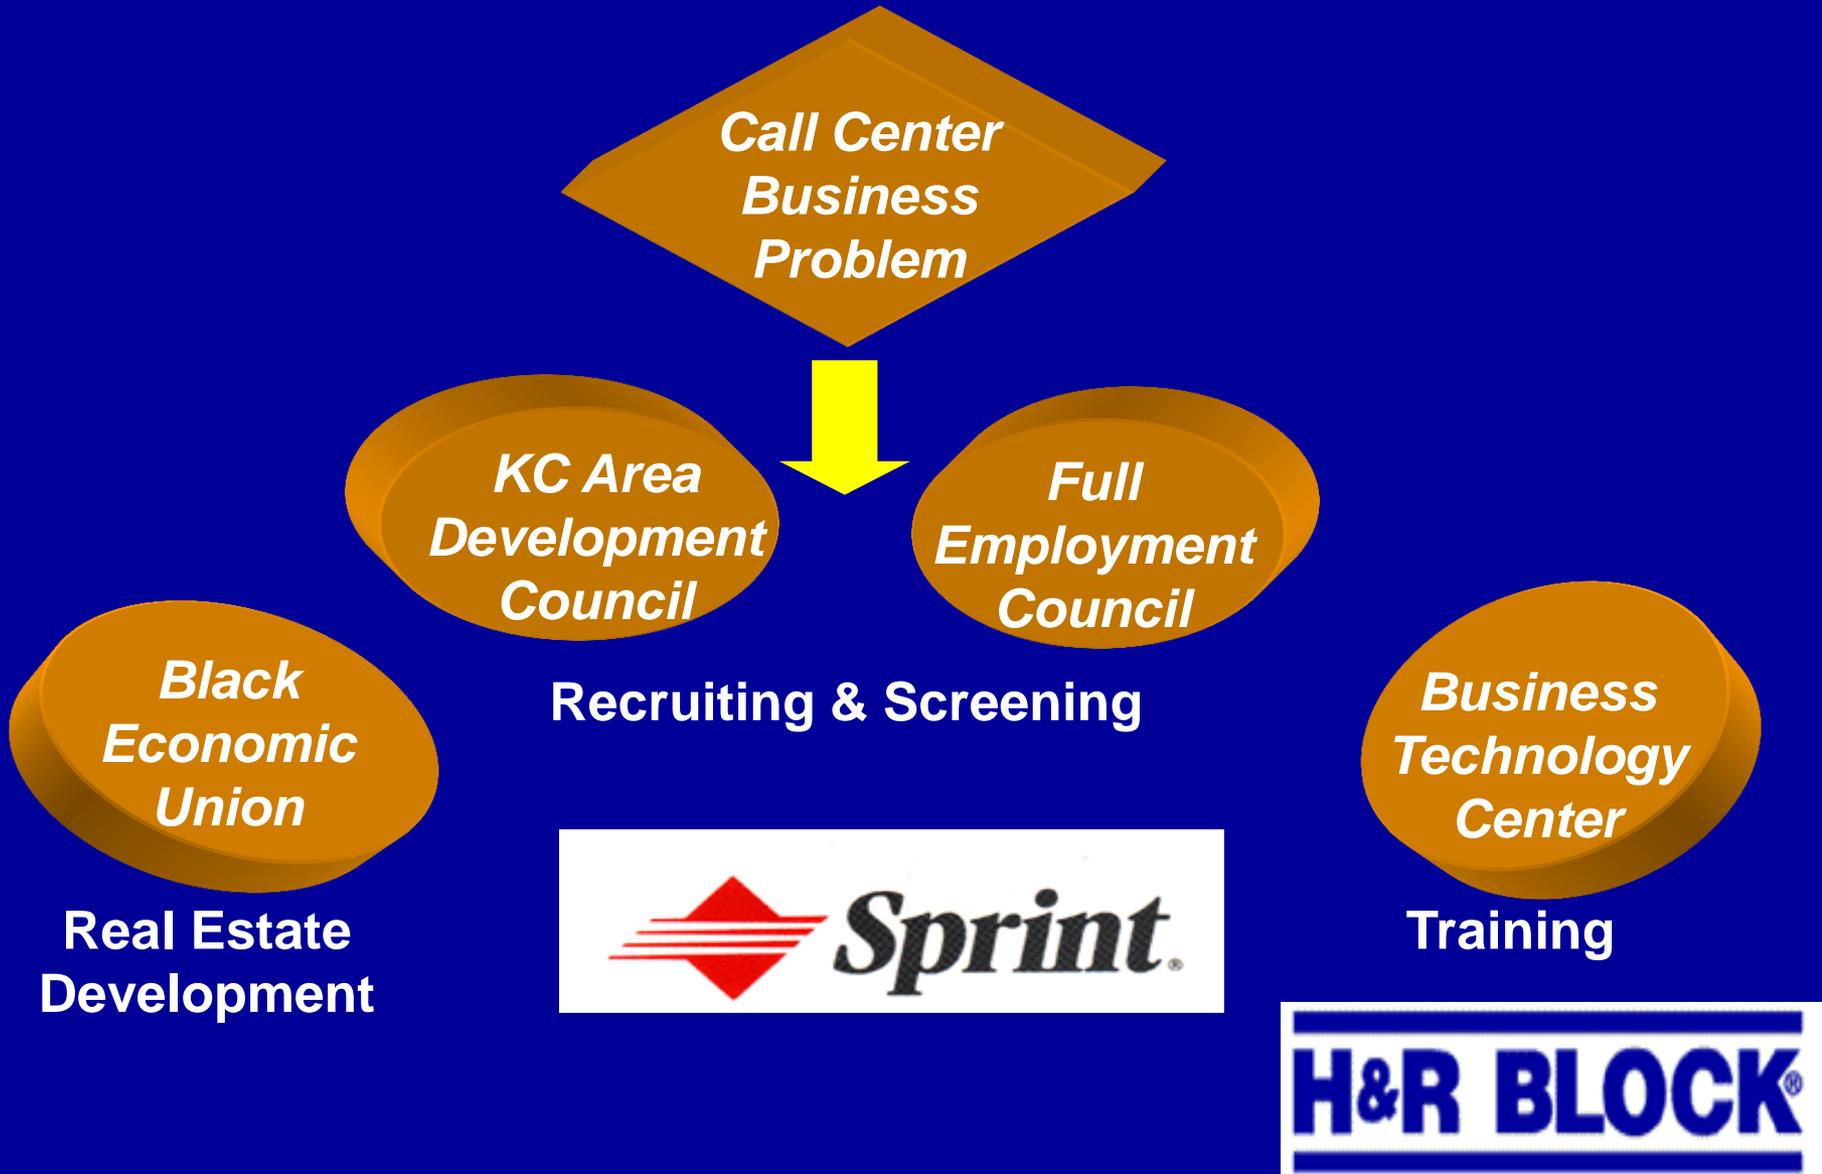 Call Center
Business
Problem
KC Area
Development
Council
Full
Employment
Council
Black
Economic
Union
Recruiting & Screening
Business
Technology
Center
Real Estate
Development
Sprint®
Training
H&R BLOCK®